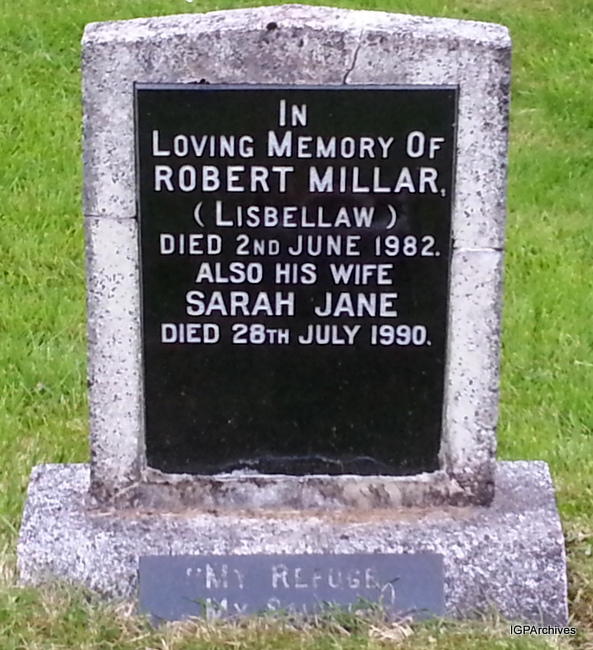 In
Loving Memory Of
ROBERT MILLAR,
(LISBELLAW)
DIED 2ND JUNE 1982.
ALSO HIS WIFE
SARAH JANE
DIED 28TH JULY 1990.
"My Refuge
My
IGPArchives